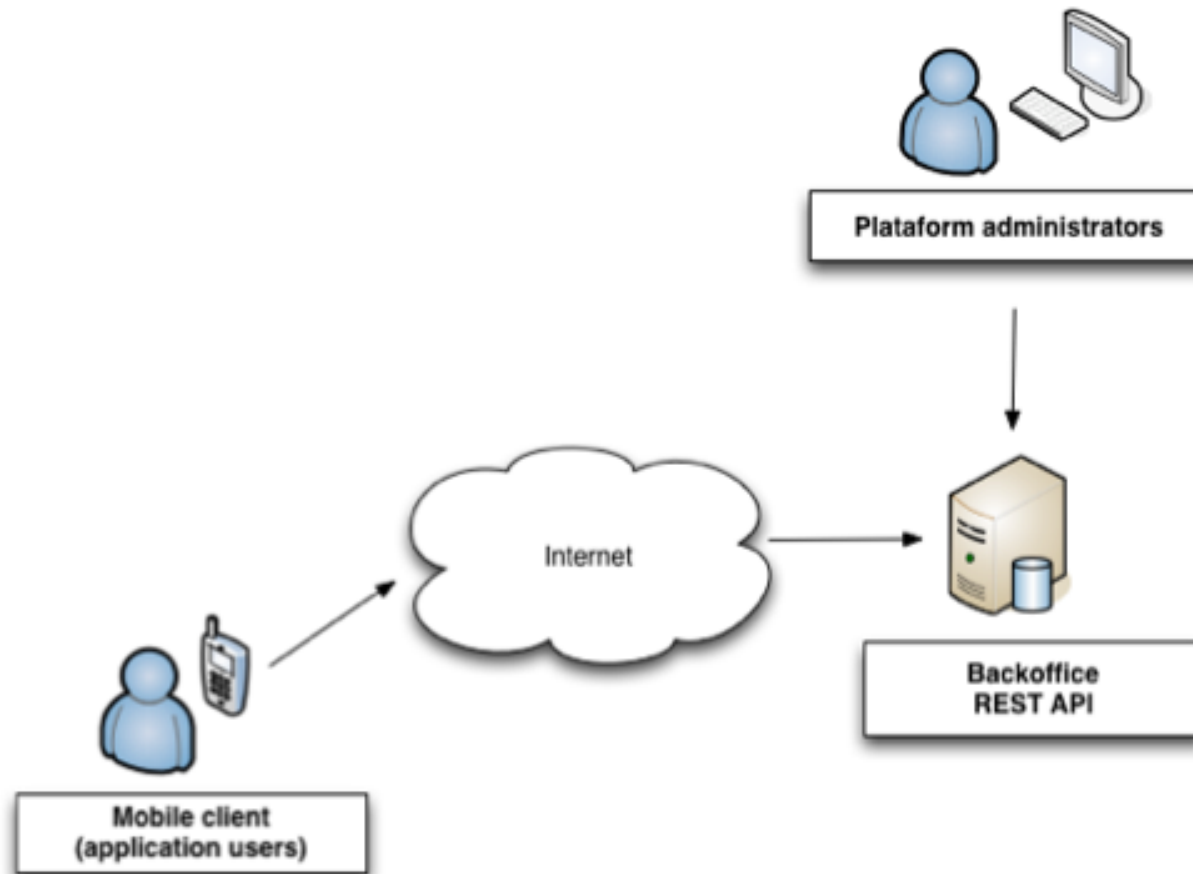 Plataform administrators
Internet
Backoffice
REST API
Mobile client
(application users)